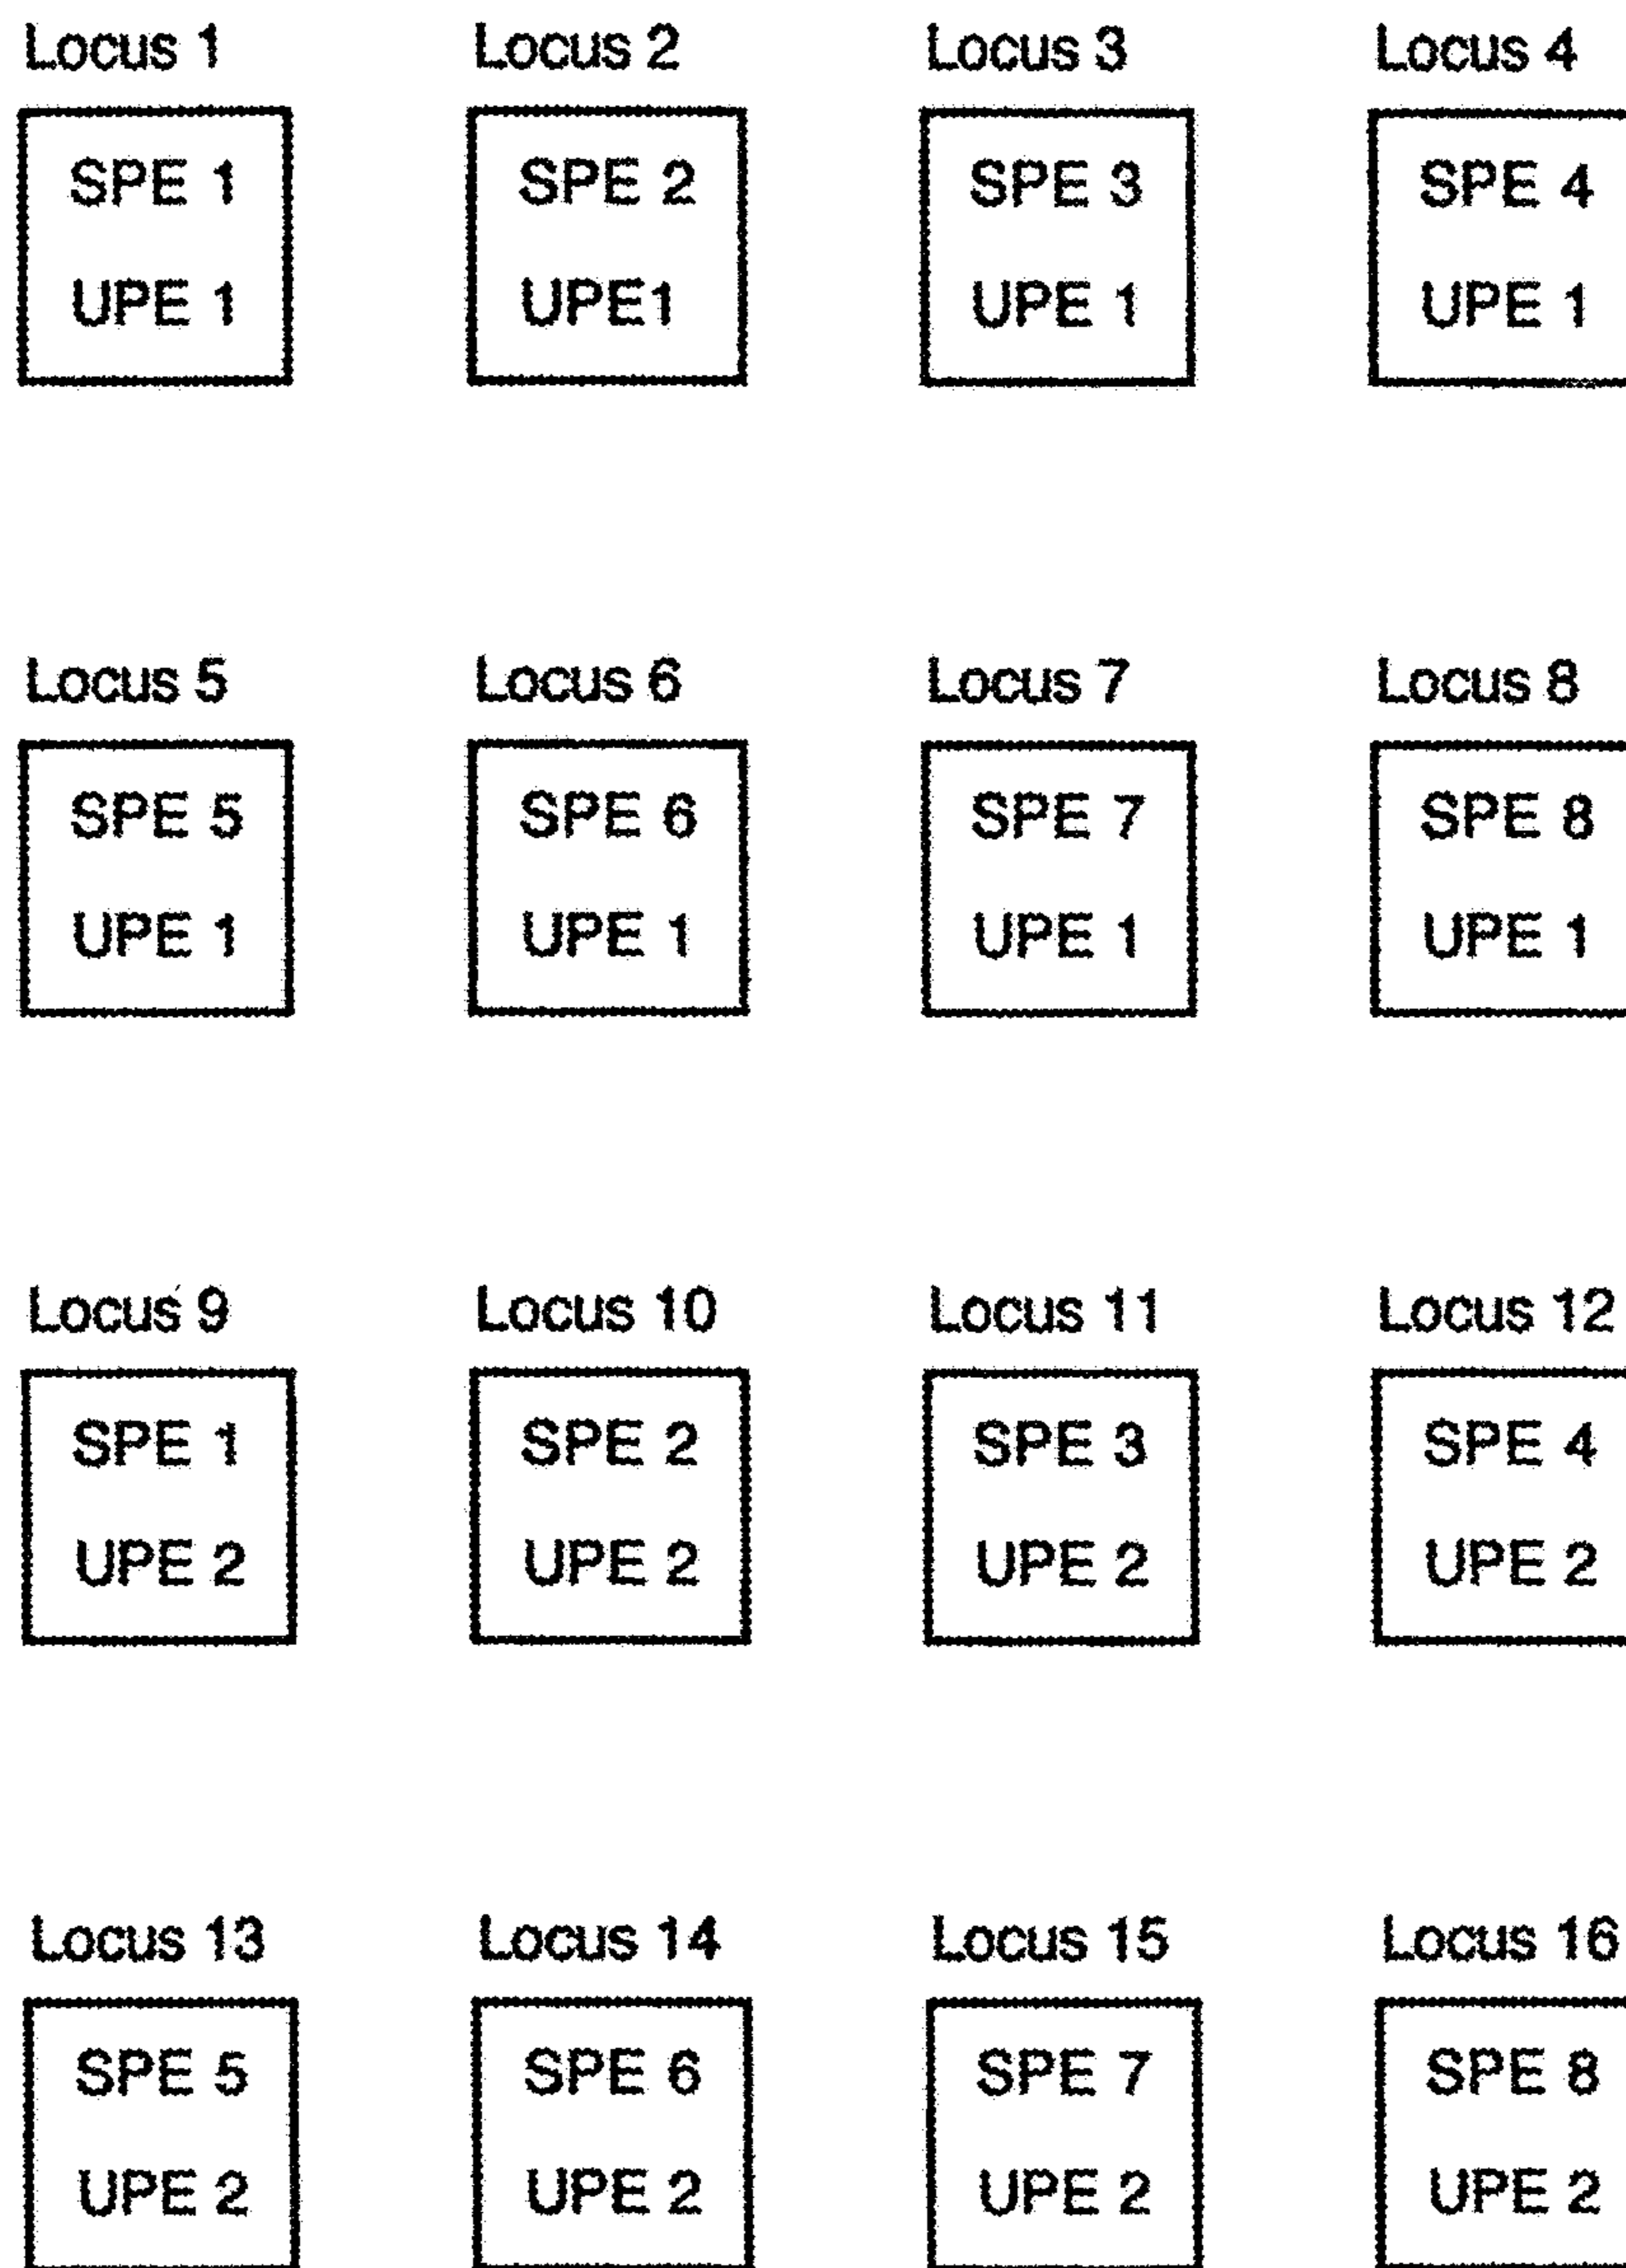 Locus 1 Locus 2 Locus 3 Locus 4
SPE 1 SPE 2 SPE 3 SPE 4
UPE 1 UPE1 UPE 1 UPE 1
Locus 5 Locus 6 Locus 7 Locus 8
SPE 5 SPE 6 SPE 7 SPE 8
UPE 1 UPE 1 UPE 1 UPE 1
Locus 9 Locus 10 Locus 11 Locus 12
SPE 1 SPE 2 SPE 3 SPE 4
UPE 2 UPE 2 UPE 2 UPE 2
Locus 13 Locus 14 Locus 15 Locus 16
SPE 5 SPE 6 SPE 7 SPE 8
UPE 2 UPE 2 UPE 2 UPE 2